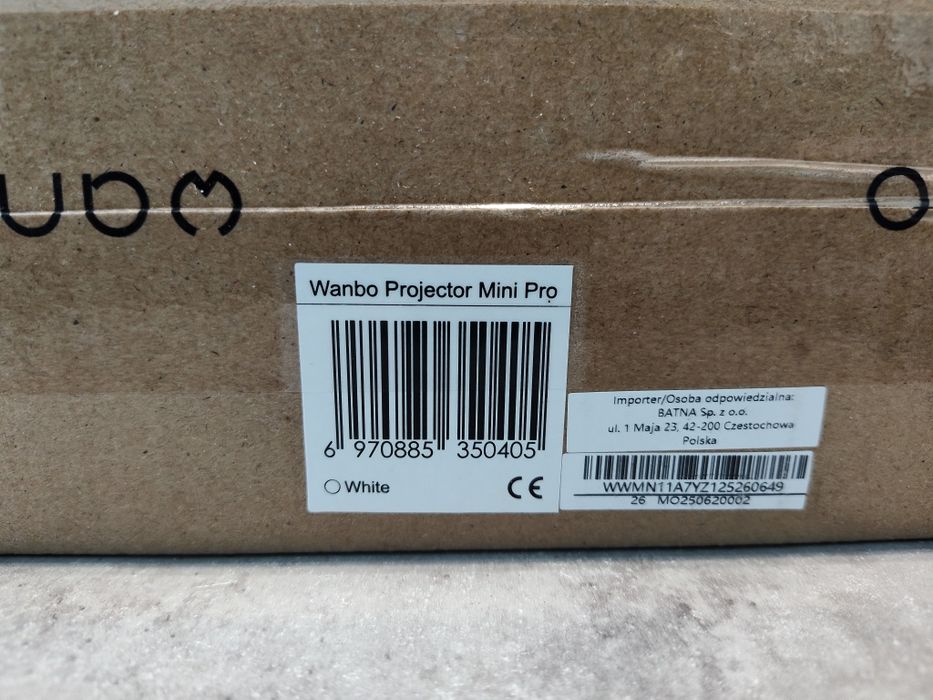 wan
Wanbo Projector Mini Pro
6 970885 350405
White
CE
Importer/Osoba odpowiedzialna:
BATNA Sp. z o.o.
ul. 1 Maja 23, 42-200 Czestochowa
Polska
WWMN11A7YZ125260649
26 MO250620002